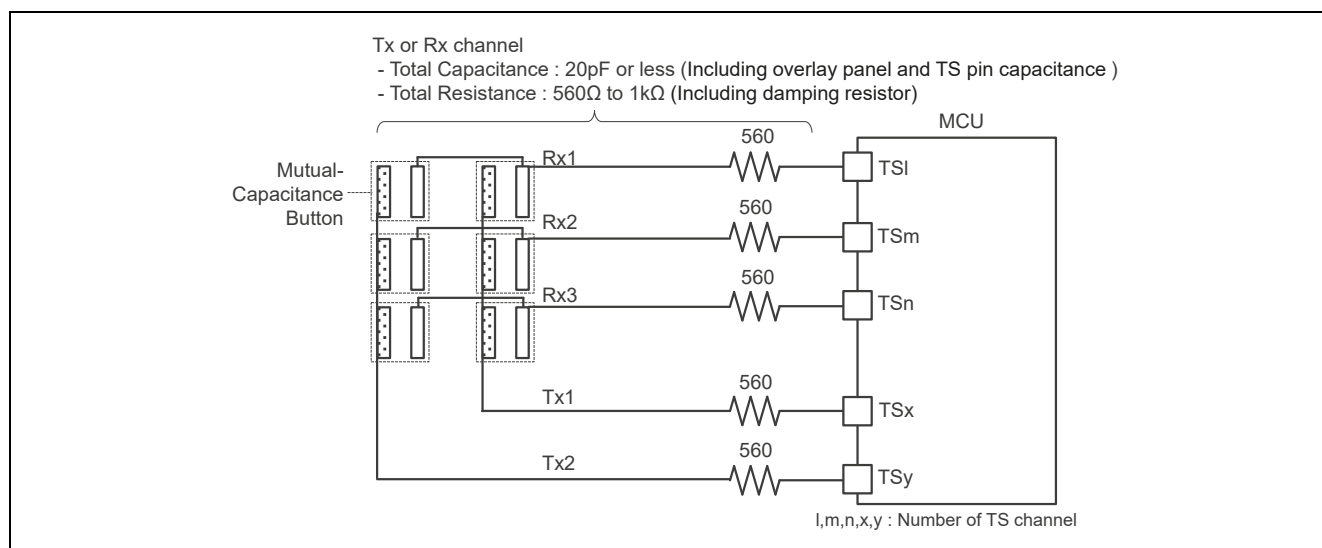 Tx or Rx channel
- Total Capacitance : 20pF or less (Including overlay panel and TS pin capacitance )
- Total Resistance : 560Ω to 1kΩ (Including damping resistor)
MCU
Mutual-
Capacitance
Button
Rx1
560
TSl
Rx2
560
TSm
Rx3
560
TSn
Tx1
560
TSx
Tx2
560
TSy
l,m,n,x,y : Number of TS channel